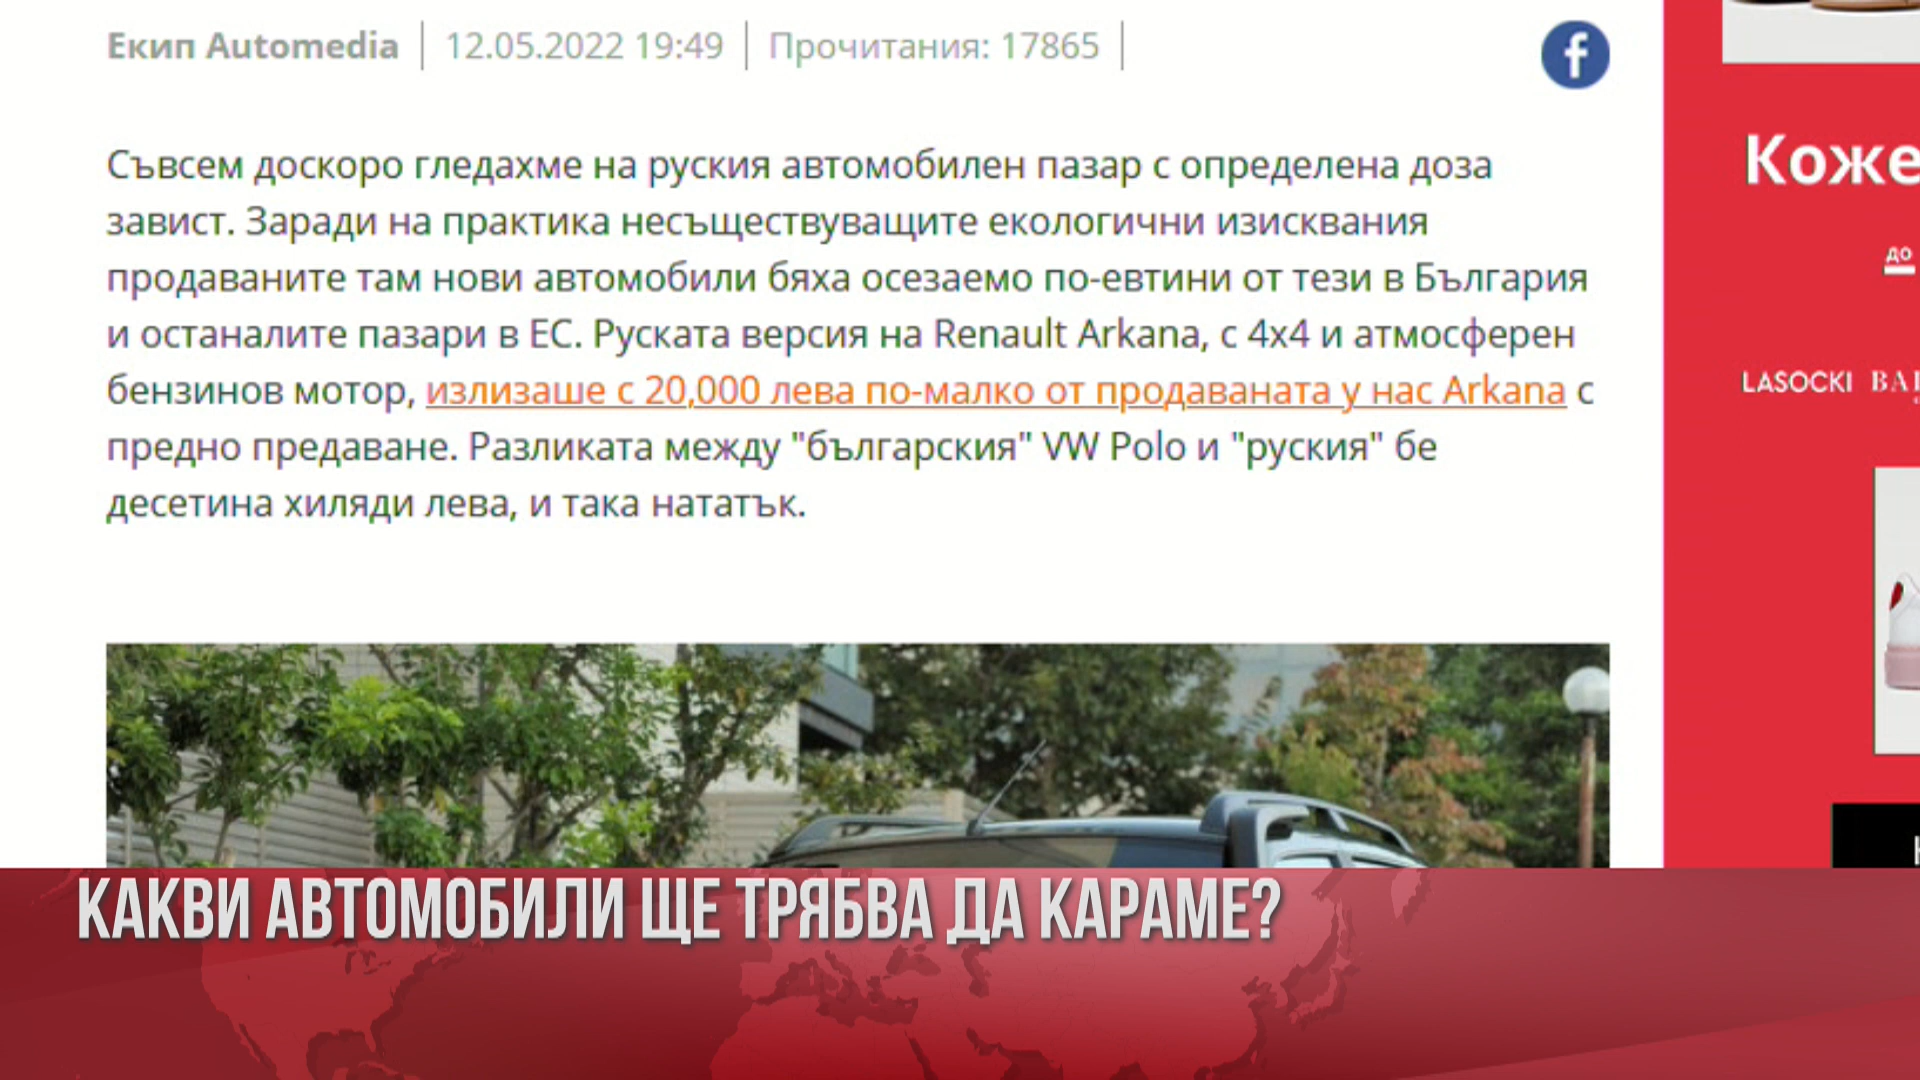 Екип Automedia | 12.05.2022 19:49 | Прочитания: 17865 |
Съвсем доскоро гледахме на руския автомобилен пазар с определена доза
завист. Заради на практика несъществуващите екологични изисквания
продаваните там нови автомобили бяха осезаемо по-евтини от тези в България
и останалите пазари в ЕС. Руската версия на Renault Arkana, с 4х4 и атмосферен
бензинов мотор, излизаше с 20,000 лева по-малко от продаваната у нас Arkana с
предно предаване. Разликата между "българския" VW Polo и "руския" бе
десетина хиляди лева, и така нататък.
Коже
до
LASOCKI
КАКВИ АВТОМОБИЛИ ЩЕ ТРЯБВА ДА КАРАМЕ?